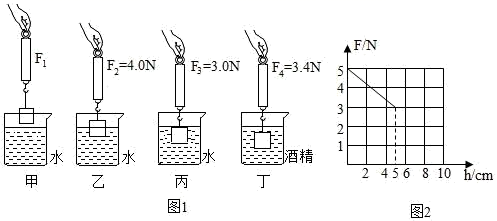 F₁
F₂=4.0N
F₃=3.0N
F₄=3.4N
水
水
水
酒精
甲
乙
丙
丁
图1
F/N
5
4
3
2
1
2 4 5 6 8 10
h/cm
图2